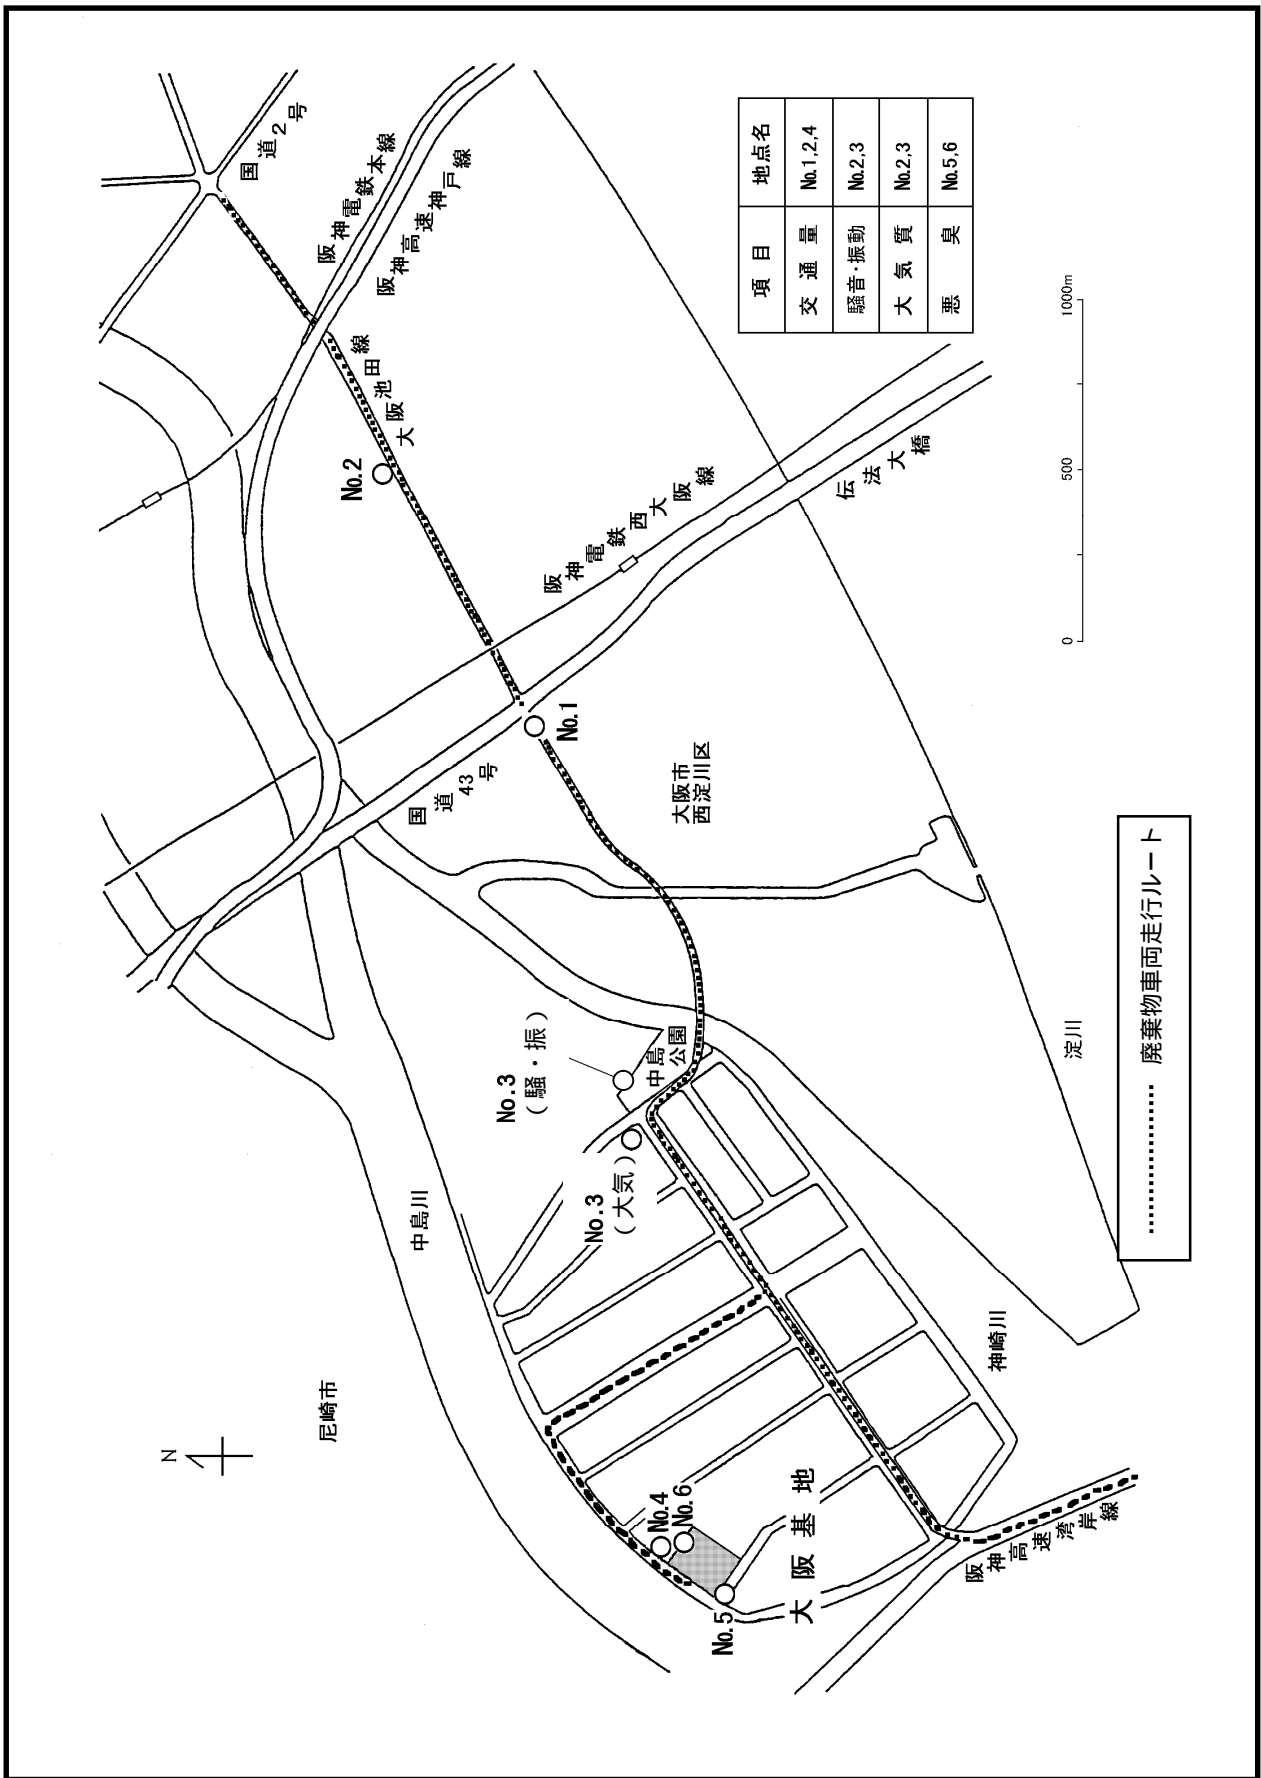 国道2号
阪神電鉄本線
阪神高速神戸線
大阪池田線
No.2
阪神電鉄西大阪線
伝法大橋
No.1
国道43号
大阪市
西淀川区
項目 地点名
交通量 No.1,2,4
騒音・振動 No.2,3
大気質 No.2,3
悪臭 No.5,6
0 500 1000m
No.3
(騒・振)
中島
公園
No.3
(大気)
中島川
尼崎市
N
神崎川
淀川
No.4
No.6
No.5
大阪基地
阪神高速湾岸線
廃棄物車両走行ルート